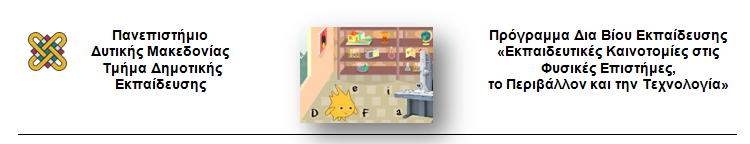 Πανεπιστήμιο
Δυτικής Μακεδονίας
Τμήμα Δημοτικής
Εκπαίδευσης
e i
D F a
Πρόγραμμα Δια Βίου Εκπαίδευσης
«Εκπαιδευτικές Καινοτομίες στις
Φυσικές Επιστήμες,
το Περιβάλλον και την Τεχνολογία»